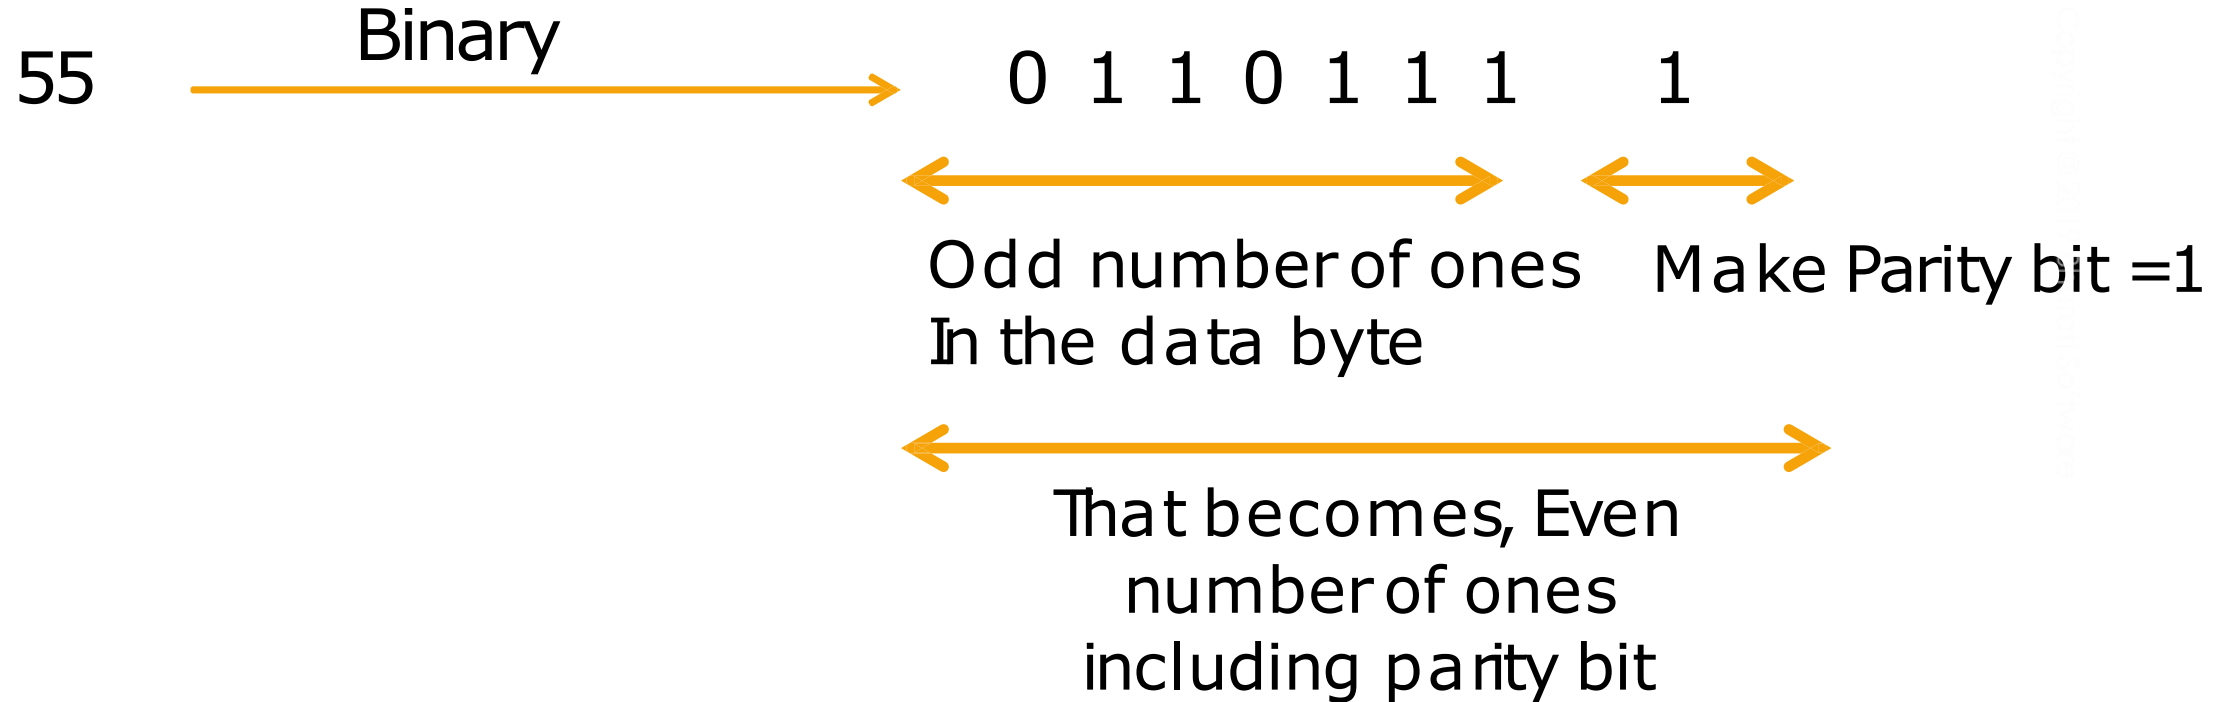 Binary
55 0 1 1 0 1 1 1 1
Odd number of ones
In the data byte
Make Parity bit =1
That becomes, Even
number of ones
including parity bit